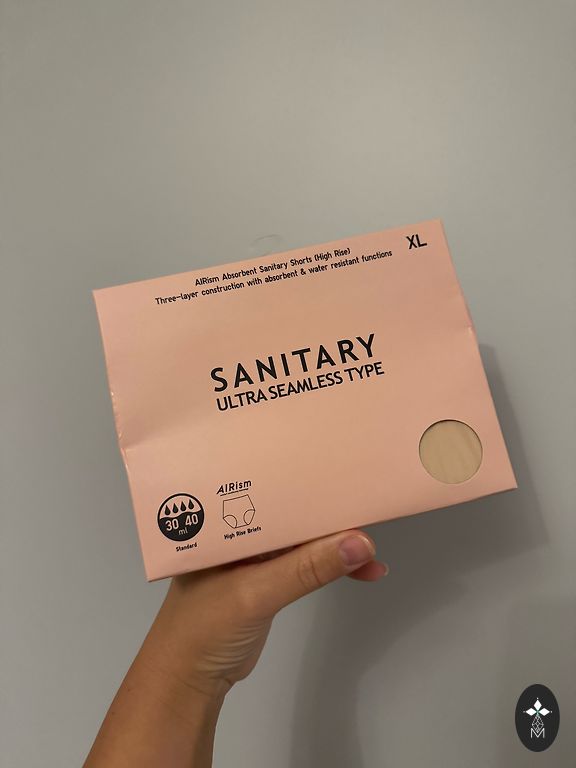 XL
AIRism Absorbent Sanitary Shorts (High Rise)
Three-layer construction with absorbent & water resistant functions
SANITARY
ULTRA SEAMLESS TYPE
30 40
ml
Standard
AIRism
High Rise Briefs
M